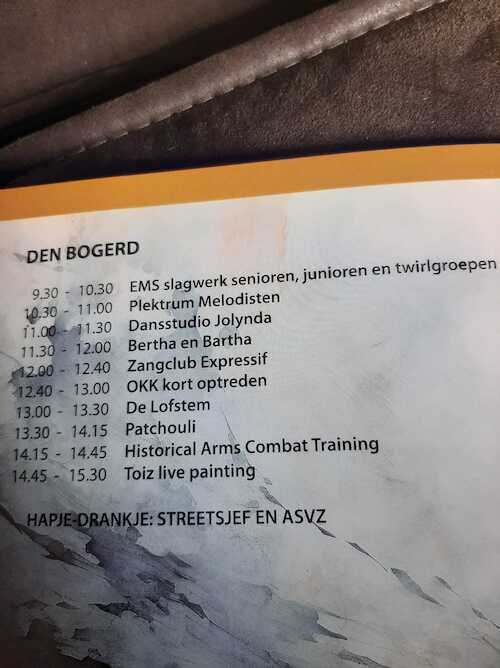 DEN BOGERD
9.30 - 10.30 EMS slagwerk senioren, junioren en twirlgroepen
10.30 - 11.00 Plektrum Melodisten
11.00 - 11.30 Dansstudio Jolynda
11.30 - 12.00 Bertha en Bartha
12.00 - 12.40 Zangclub Expressif
12.40 - 13.00 OKK kort optreden
13.00 - 13.30 De Lofstem
13.30 - 14.15 Patchouli
14.15 - 14.45 Historical Arms Combat Training
14.45 - 15.30 Toiz live painting
HAPJE-DRANKJE: STREETSJEF EN ASVZ